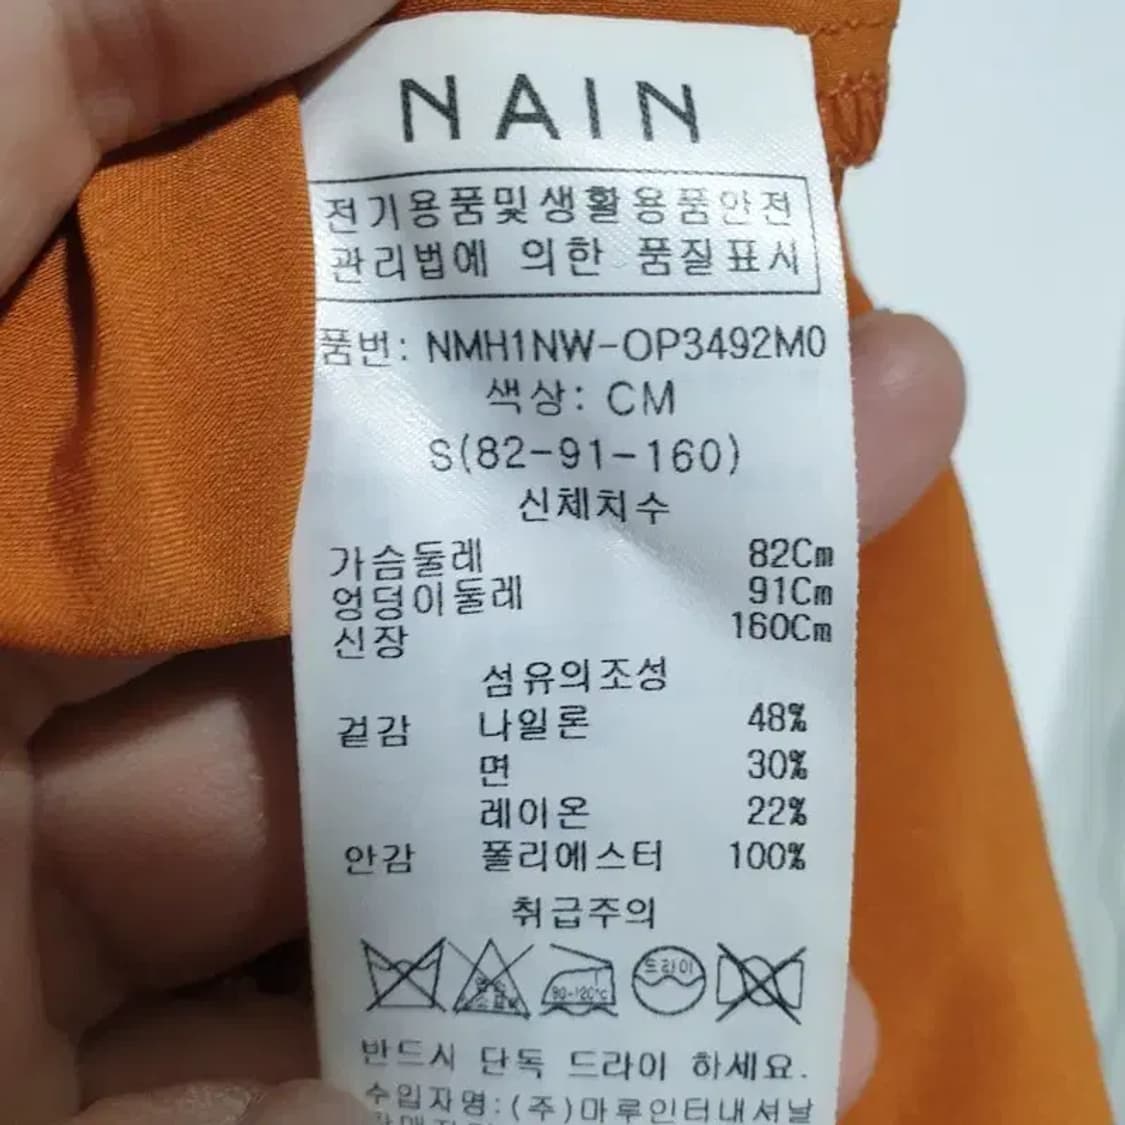 NAIN
전기용품및생활용품안전
관리법에 의한 품질표시
품번: NMH1NW-OP3492M0
색상: CM
S(82-91-160)
신체치수
가슴둘레 82Cm
엉덩이둘레 91Cm
신장 160Cm
섬유의조성
겉감 나일론 48%
면 30%
레이온 22%
안감 폴리에스터 100%
취급주의
80-120℃ 드라이
반드시 단독 드라이 하세요.
수입자명:(주)마루인터내셔날